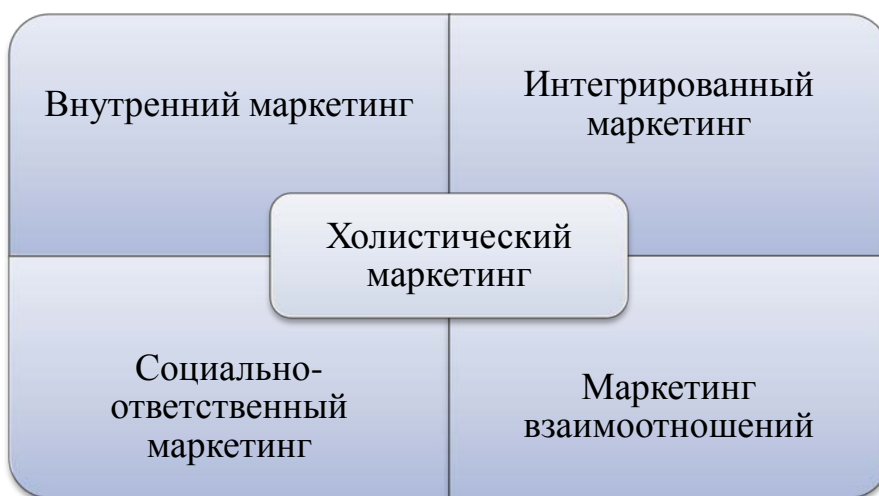 Внутренний маркетинг
Интегрированный
маркетинг
Холистический
маркетинг
Социально-
ответственный
маркетинг
Маркетинг
взаимоотношений